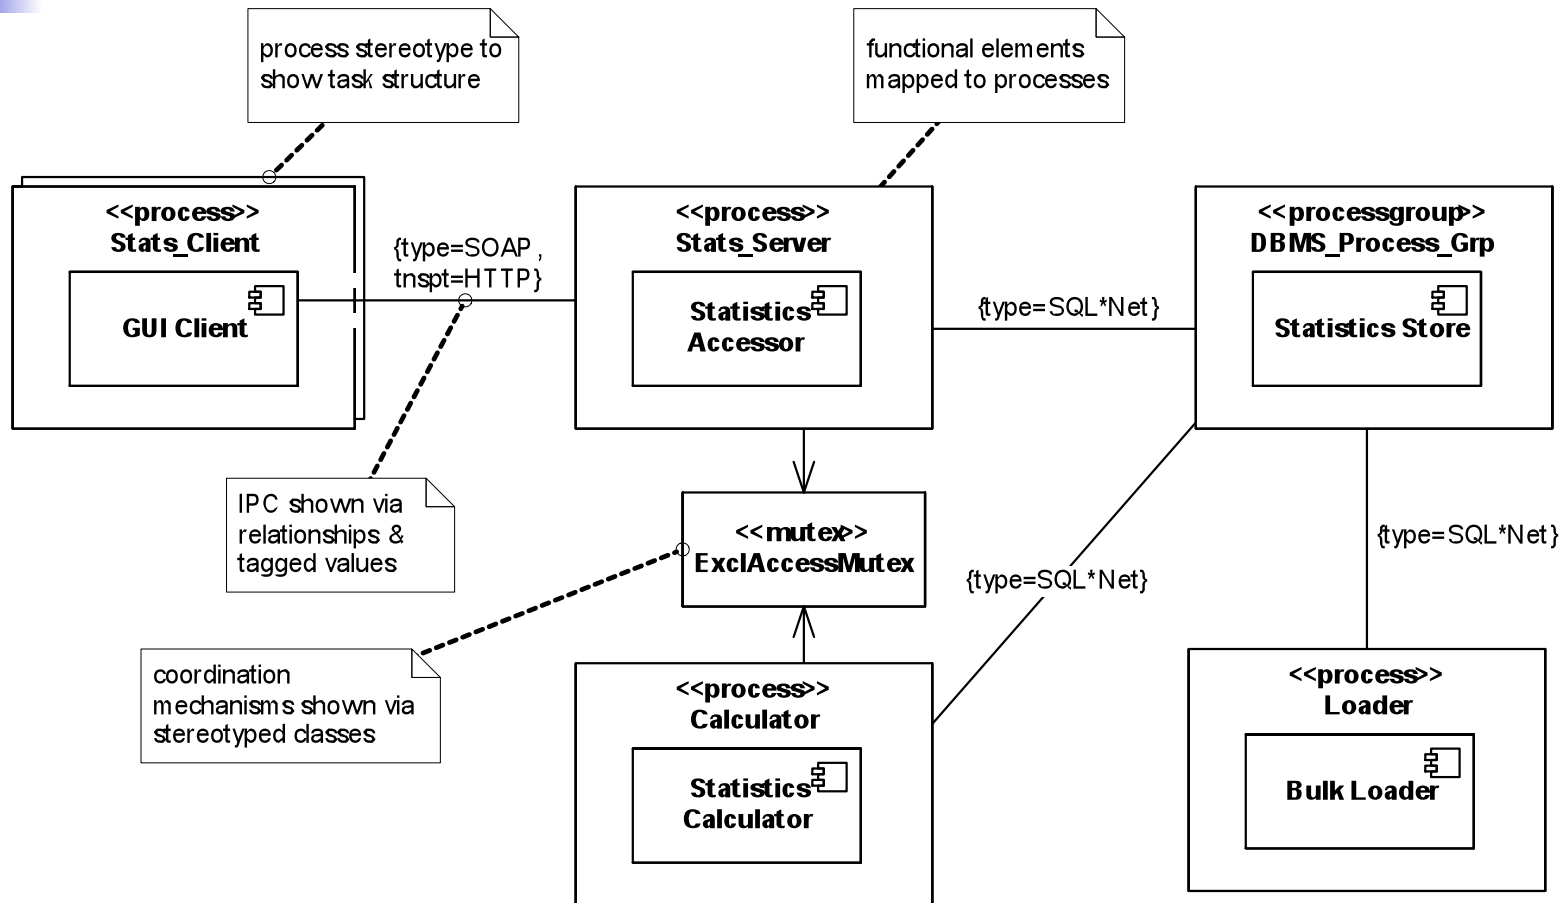 process stereotype to
show task structure
functional elements
mapped to processes
<<process>>
Stats_Client
GUI Client
{type=SOAP,
tnspt=HTTP}
<<process>>
Stats_Server
Statistics
Accessor
{type=SQL*Net}
<<processgroup>>
DBMS_Process_Grp
Statistics Store
IPC shown via
relationships &
tagged values
<<mutex>>
ExclAccessMutex
{type=SQL*Net}
{type=SQL*Net}
coordination
mechanisms shown via
stereotyped classes
<<process>>
Calculator
Statistics
Calculator
<<process>>
Loader
Bulk Loader